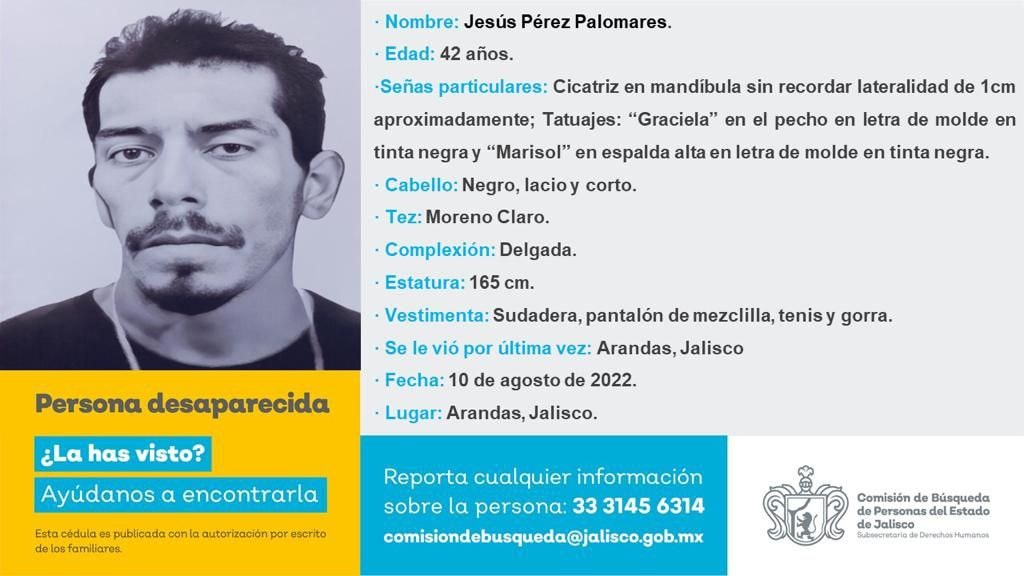 · Nombre: Jesús Pérez Palomares.
· Edad: 42 años.
·Señas particulares: Cicatriz en mandíbula sin recordar lateralidad de 1cm
aproximadamente; Tatuajes: “Graciela” en el pecho en letra de molde en
tinta negra y “Marisol” en espalda alta en letra de molde en tinta negra.
· Cabello: Negro, lacio y corto.
· Tez: Moreno Claro.
· Complexión: Delgada.
· Estatura: 165 cm.
· Vestimenta: Sudadera, pantalón de mezclilla, tenis y gorra.
· Se le vió por última vez: Arandas, Jalisco
· Fecha: 10 de agosto de 2022.
· Lugar: Arandas, Jalisco.
Persona desaparecida
¿La has visto?
Ayúdanos a encontrarla
Esta cédula es publicada con la autorización por escrito
de los familiares.
Reporta cualquier información
sobre la persona: 33 3145 6314
comisiondebusqueda@jalisco.gob.mx
Comisión de Búsqueda
de Personas del Estado
de Jalisco
Subsecretaría de Derechos Humanos